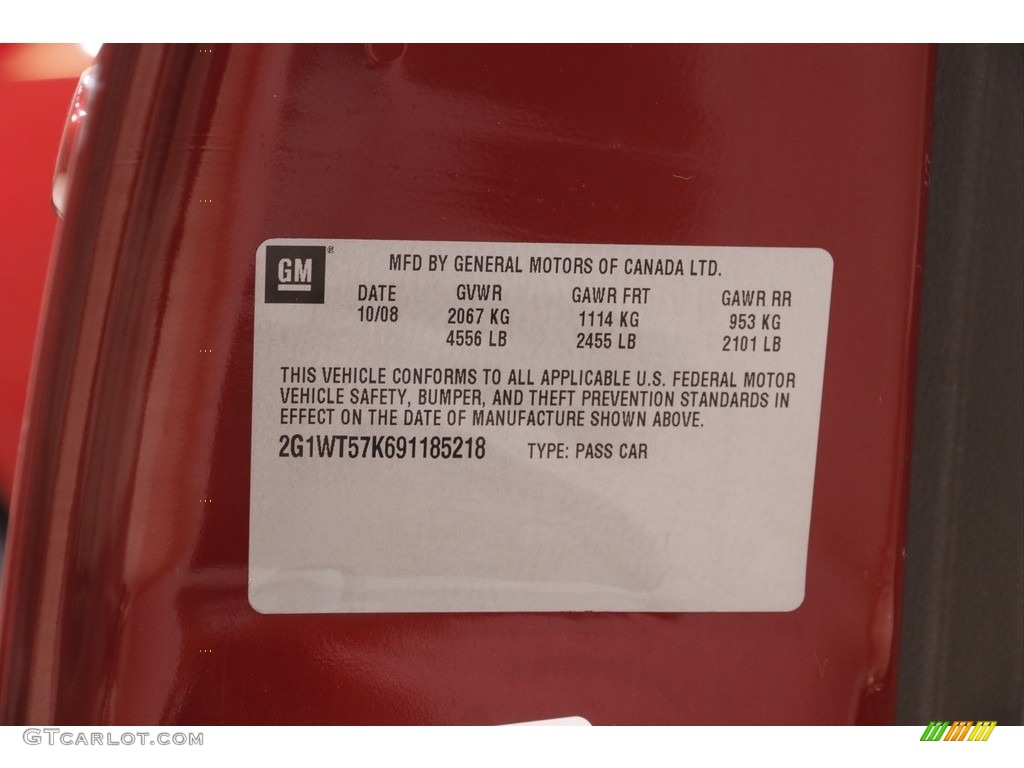 GM®
MFD BY GENERAL MOTORS OF CANADA LTD.
DATE GVWR GAWR FRT GAWR RR
10/08 2067 KG 1114 KG 953 KG
4556 LB 2455 LB 2101 LB
THIS VEHICLE CONFORMS TO ALL APPLICABLE U.S. FEDERAL MOTOR
VEHICLE SAFETY, BUMPER, AND THEFT PREVENTION STANDARDS IN
EFFECT ON THE DATE OF MANUFACTURE SHOWN ABOVE.
2G1WT57K691185218 TYPE: PASS CAR
GTCARLOT.COM